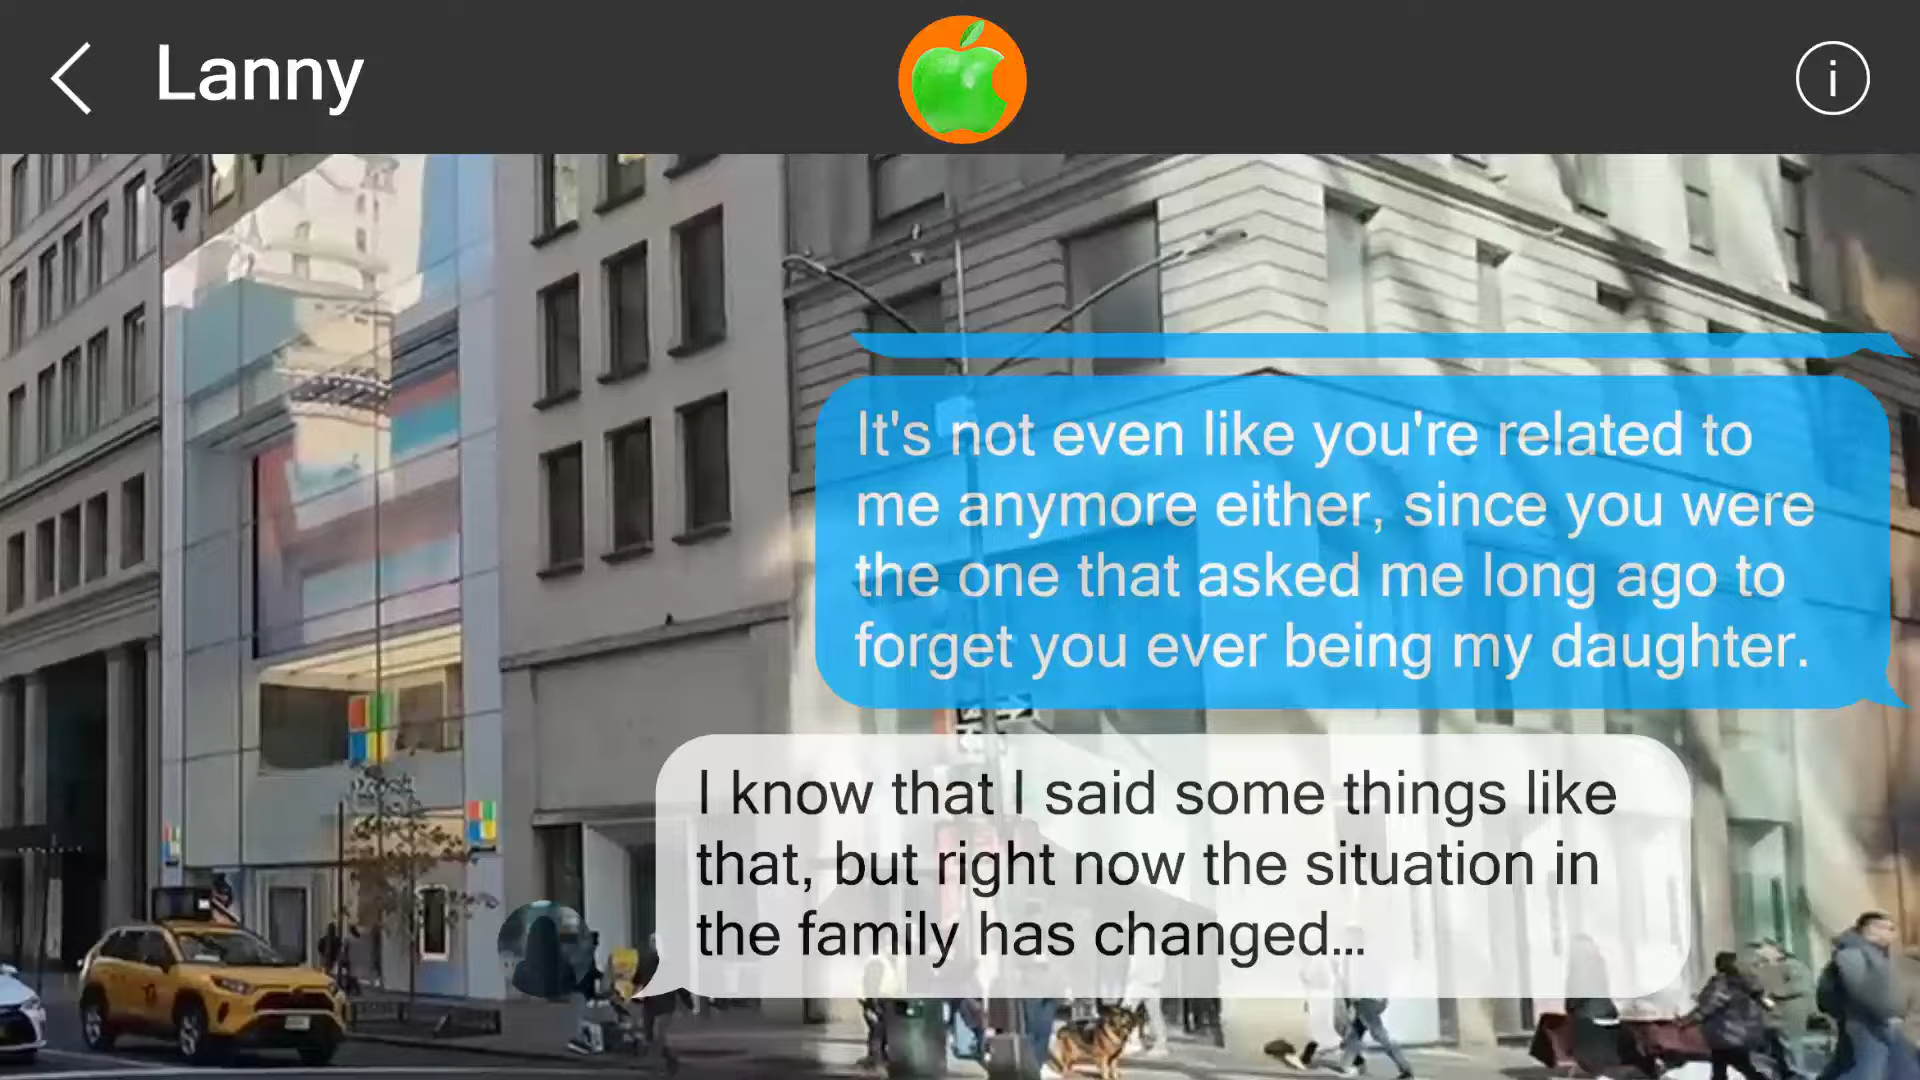 Lanny
It's not even like you're related to
me anymore either, since you were
the one that asked me long ago to
forget you ever being my daughter.
I know that I said some things like
that, but right now the situation in
the family has changed...